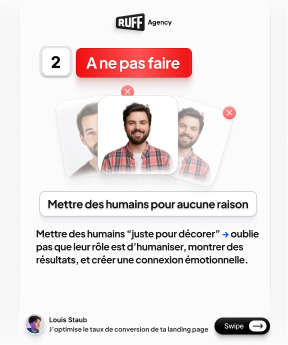 RUFF Agency
2 A ne pas faire
Mettre des humains pour aucune raison
Mettre des humains “juste pour décorer” → oublie
pas que leur rôle est d’humaniser, montrer des
résultats, et créer une connexion émotionnelle.
Louis Staub
J’optimise le taux de conversion de ta landing page
Swipe →